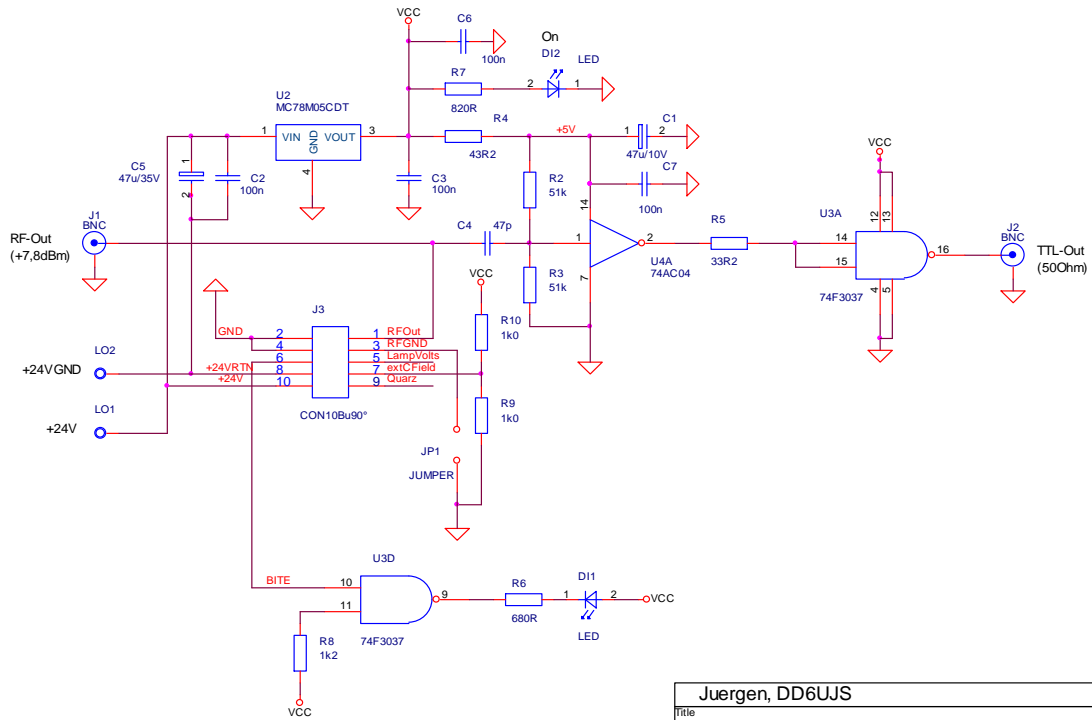 VCC
C6
100n
On
DI2
LED
R7
2
1
820R
U2
MC78M05CDT
R4
+5V
C1
1
2
47u/10V
1
VIN
GND
VOUT
3
4
43R2
C7
100n
C5
47u/35V
1
2
C2
100n
C3
100n
R2
51k
14
VCC
U3A
12
13
J1
BNC
RF-Out
(+7,8dBm)
C4
47p
1
2
U4A
74AC04
7
R5
33R2
14
15
16
4
5
74F3037
J2
BNC
TTL-Out
(50Ohm)
R3
51k
VCC
J3
GND
2
4
6
8
10
1
3
5
7
9
RFOut
RFGND
LampVolts
extCField
Quarz
+24VRTN
+24V
CON10Bu90°
R10
1k0
R9
1k0
LO2
+24VGND
LO1
+24V
JP1
JUMPER
U3D
BITE
10
11
9
74F3037
R6
680R
DI1
1
2
LED
VCC
R8
1k2
VCC
Juergen, DD6UJS
Title